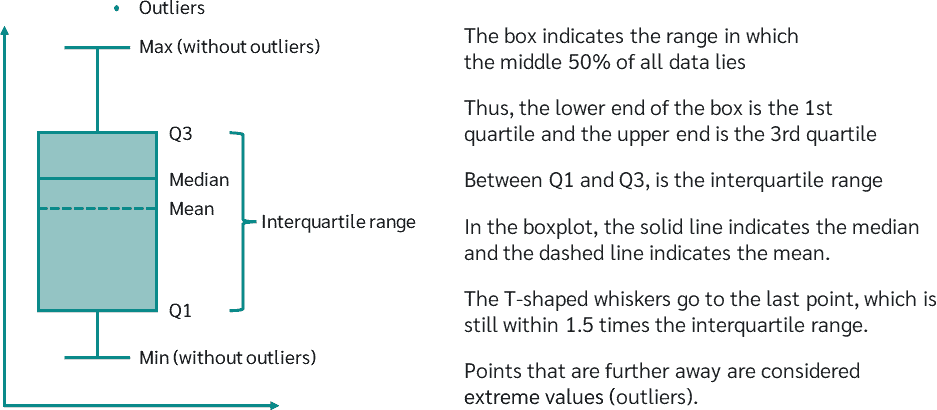 Outliers
Max (without outliers)
Q3
Median
Mean
Interquartile range
Q1
Min (without outliers)
The box indicates the range in which
the middle 50% of all data lies
Thus, the lower end of the box is the 1st
quartile and the upper end is the 3rd quartile
Between Q1 and Q3, is the interquartile range
In the boxplot, the solid line indicates the median
and the dashed line indicates the mean.
The T-shaped whiskers go to the last point, which is
still within 1.5 times the interquartile range.
Points that are further away are considered
extreme values (outliers).